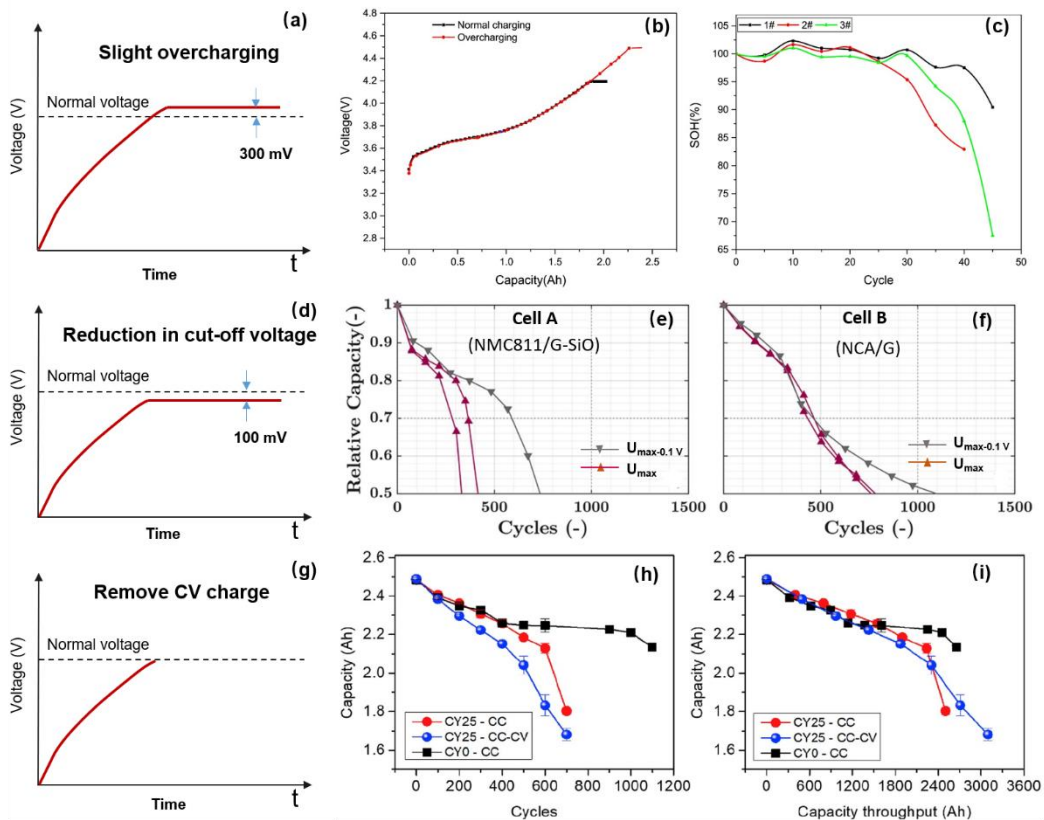 (a)
Slight overcharging
Normal voltage
300 mV
Voltage (V)
Time
t
(b)
Normal charging
Overcharging
4.8
4.6
4.4
4.2
4.0
3.8
3.6
3.4
3.2
3.0
2.8
Voltage(V)
0.0 0.5 1.0 1.5 2.0 2.5
Capacity(Ah)
(c)
1# 2# 3#
105
100
95
90
85
80
75
70
65
SOH(%)
0 10 20 30 40 50
Cycle
(d)
Reduction in cut-off voltage
Normal voltage
100 mV
Voltage (V)
Time
t
(e)
Cell A
(NMC811/G-SiO)
1
0.9
0.8
0.7
0.6
0.5
Relative Capacity(-)
Umax-0.1 V
Umax
0 500 1000 1500
Cycles (-)
(f)
Cell B
(NCA/G)
Umax-0.1 V
Umax
0 500 1000 1500
Cycles (-)
(g)
Remove CV charge
Normal voltage
Voltage (V)
Time
t
(h)
2.6
2.4
2.2
2.0
1.8
1.6
Capacity (Ah)
CY25 - CC
CY25 - CC-CV
CY0 - CC
0 200 400 600 800 1000 1200
Cycles
(i)
2.6
2.4
2.2
2.0
1.8
1.6
Capacity (Ah)
CY25 - CC
CY25 - CC-CV
CY0 - CC
0 600 1200 1800 2400 3000 3600
Capacity throughput (Ah)